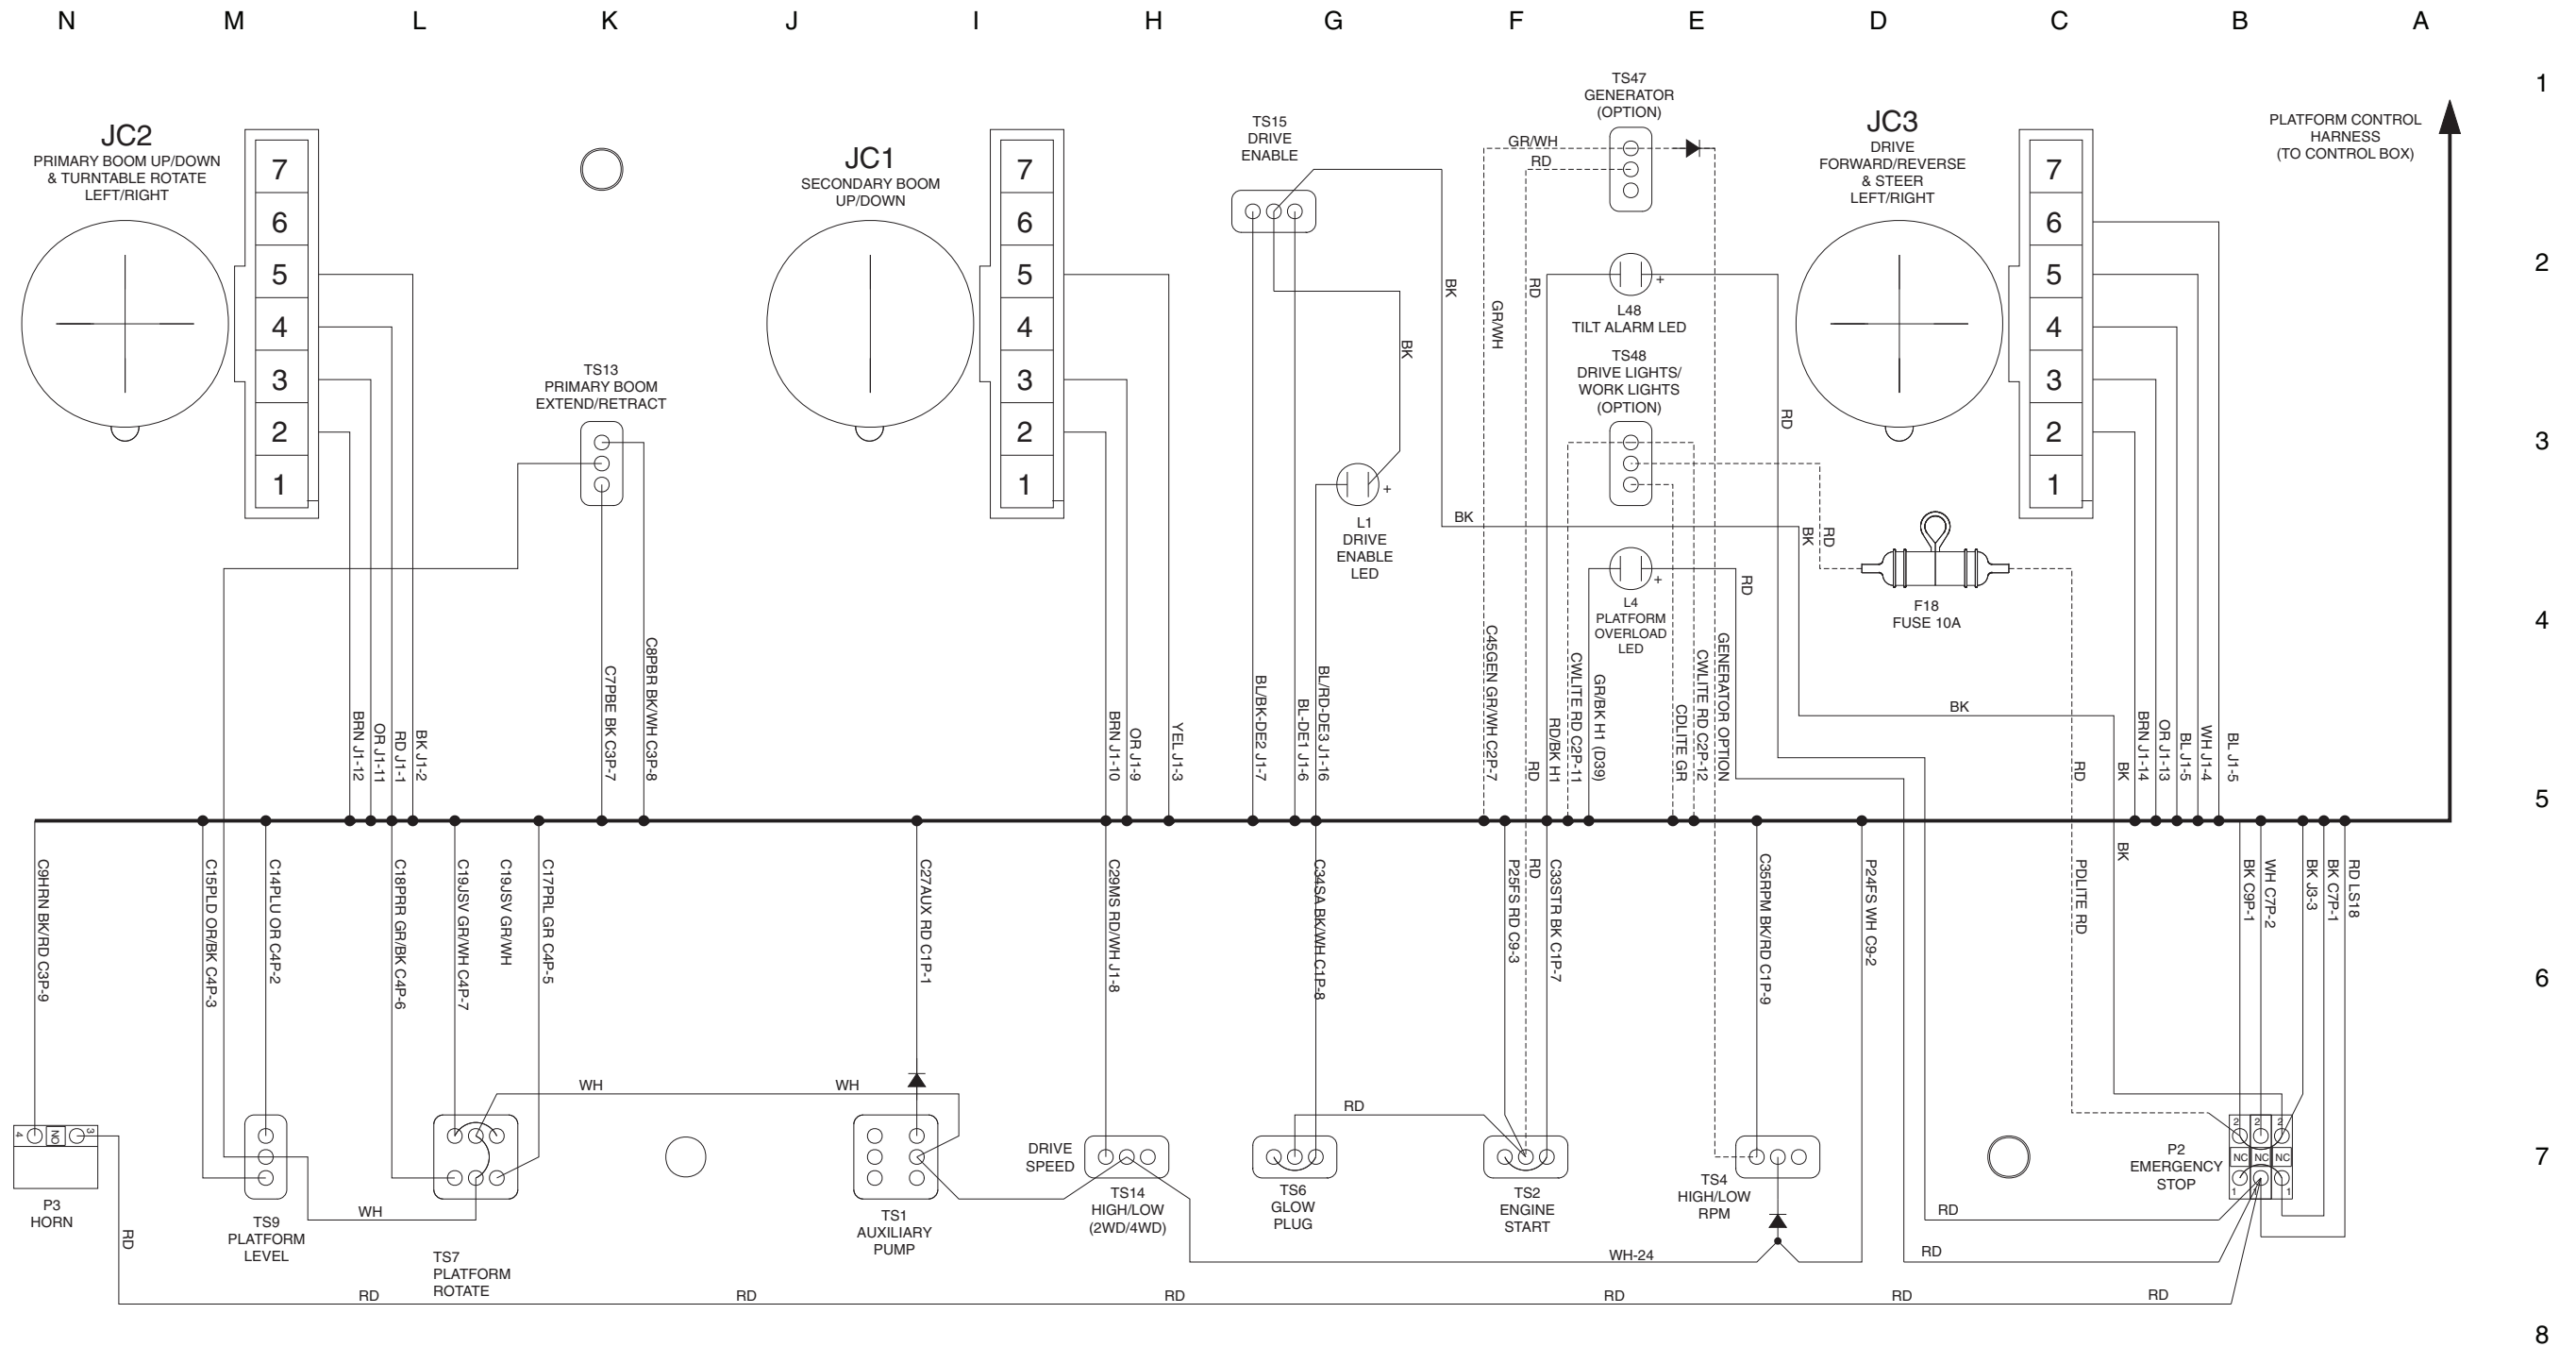 N M L K J I H G F E D C B A
1
2
3
4
5
6
7
8
JC2
PRIMARY BOOM UP/DOWN
& TURNTABLE ROTATE
LEFT/RIGHT
7
6
5
4
3
2
1
TS13
PRIMARY BOOM
EXTEND/RETRACT
JC1
SECONDARY BOOM
UP/DOWN
7
6
5
4
3
2
1
TS15
DRIVE
ENABLE
BK
BK
BK
+
L1
DRIVE
ENABLE
LED
TS47
GENERATOR
(OPTION)
GR/WH
RD
GR/WH
RD
+
L48
TILT ALARM LED
TS48
DRIVE LIGHTS/
WORK LIGHTS
(OPTION)
RD
BK
RD
+
RD
L4
PLATFORM
OVERLOAD
LED
JC3
DRIVE
FORWARD/REVERSE
& STEER
LEFT/RIGHT
7
6
5
4
3
2
1
F18
FUSE 10A
PLATFORM CONTROL
HARNESS
(TO CONTROL BOX)
BRN J1-12
OR J1-11
RD J1-1
BK J1-2
C7PBE BK C3P-7
C8PBR BK/WH C3P-8
BRN J1-10
OR J1-9
YEL J1-3
BL/BK-DE2 J1-7
BL-DE1 J1-6
BL/RD-DE3 J1-16
C45GEN GR/WH C2P-7
RD
RD/BK H1
CWLITE RD C2P-11
GR/BK H1 (D39)
CDLITE GR
CWLITE RD C2P-12
GENERATOR OPTION
BK
RD
BK
BRN J1-14
OR J1-13
BL J1-5
WH J1-4
BL J1-5
C9HRN BK/RD C3P-9
C15PLD OR/BK C4P-3
C14PLU OR C4P-2
C18PRR GR/BK C4P-6
C19JSV GR/WH C4P-7
C19JSV GR/WH
C17PRL GR C4P-5
C27AUX RD C1P-1
C29MS RD/WH J1-8
C34SA BK/WH C1P-8
P25FS RD C9-3
RD
C33STR BK C1P-7
C35RPM BK/RD C1P-9
P24FS WH C9-2
PDLITE RD
BK
BK C9P-1
WH C7P-2
BK J3-3
BK C7P-1
RD LS18
4
NO
3
P3
HORN
RD
TS9
PLATFORM
LEVEL
WH
TS7
PLATFORM
ROTATE
WH
WH
TS1
AUXILIARY
PUMP
DRIVE
SPEED
TS14
HIGH/LOW
(2WD/4WD)
RD
TS6
GLOW
PLUG
TS2
ENGINE
START
TS4
HIGH/LOW
RPM
WH-24
P2
EMERGENCY
STOP
2 2 2
NC NC NC
1 1
RD
RD
RD RD RD RD RD RD